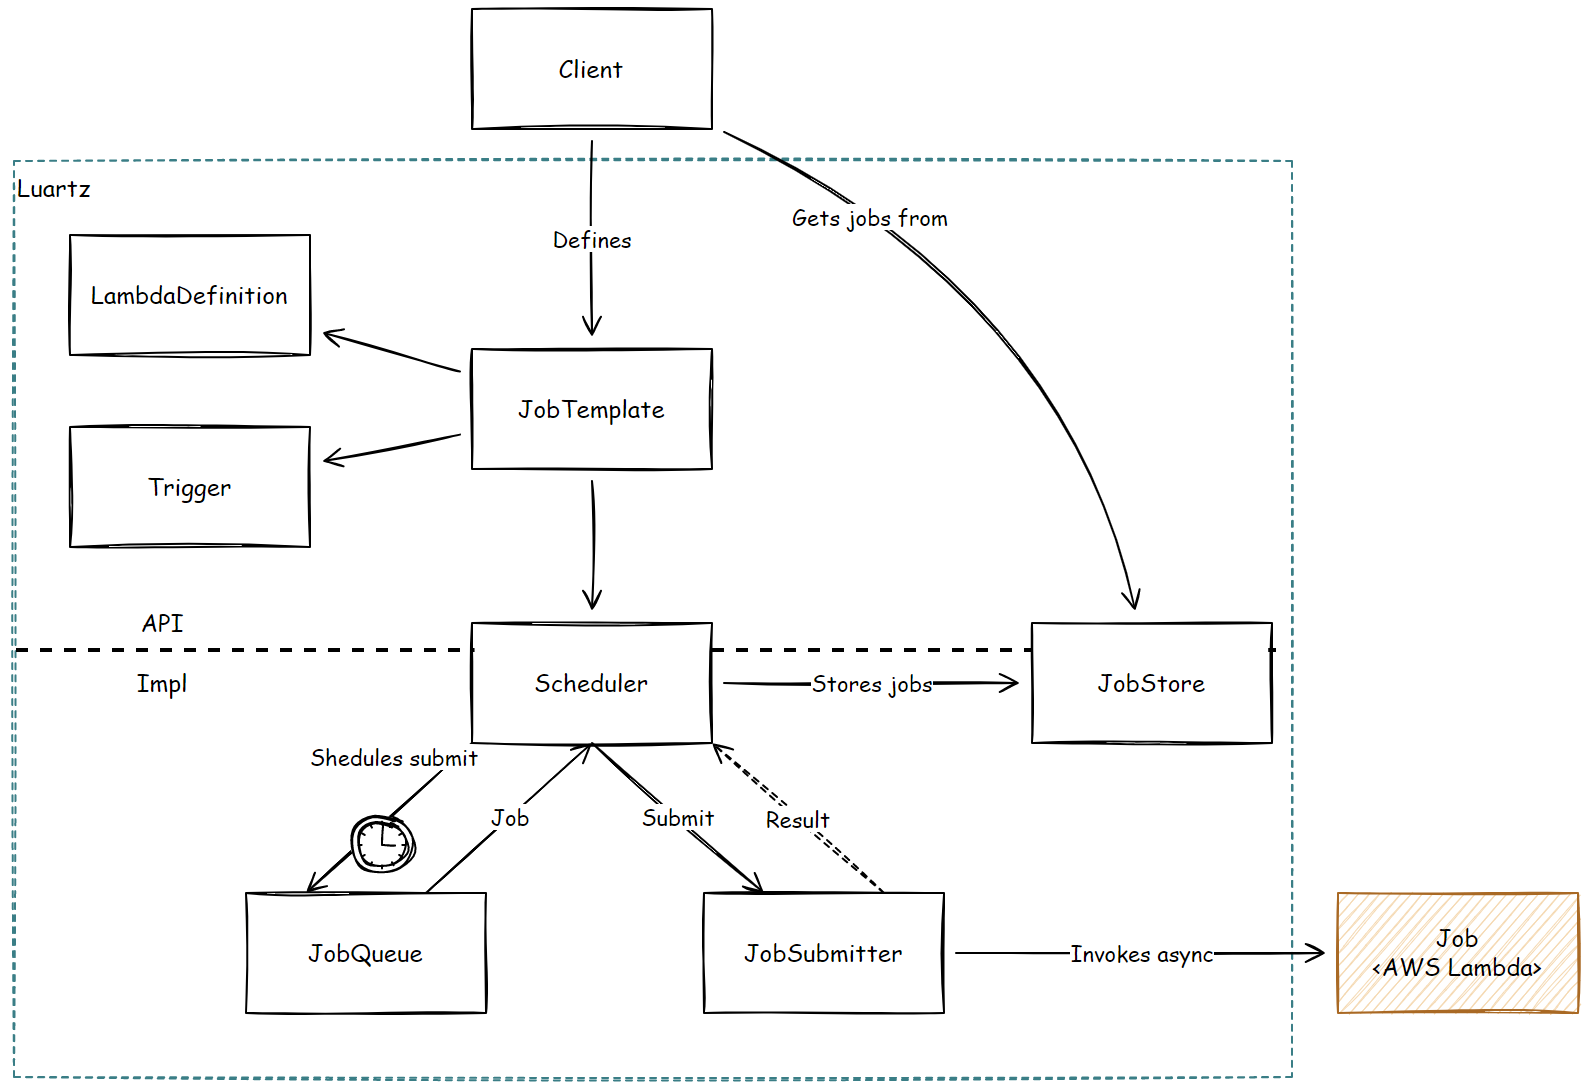 Client
Luartz
Gets jobs from
Defines
LambdaDefinition
JobTemplate
Trigger
API
Impl
Scheduler
Stores jobs
JobStore
Shedules submit
Job
Submit
Result
JobQueue
JobSubmitter
Invokes async
Job
<AWS Lambda>